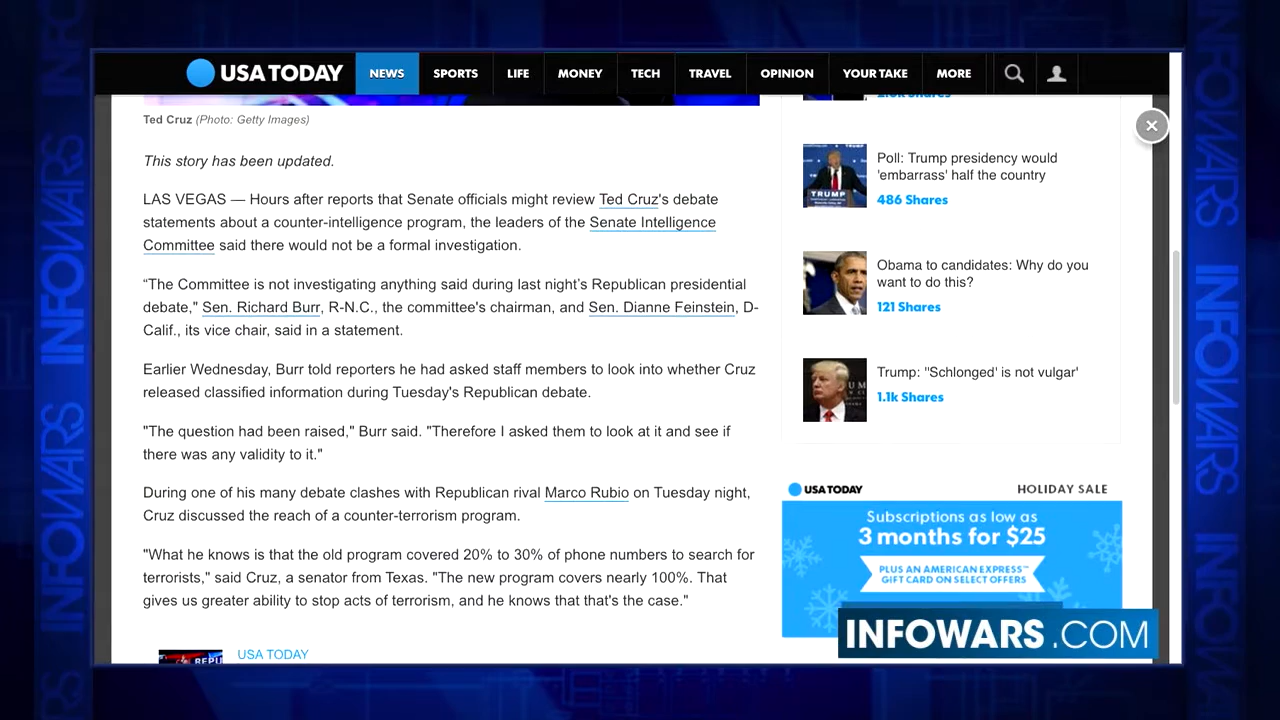 USA TODAY
NEWS
SPORTS
LIFE
MONEY
TECH
TRAVEL
OPINION
YOUR TAKE
MORE
Ted Cruz (Photo: Getty Images)
This story has been updated.
LAS VEGAS — Hours after reports that Senate officials might review Ted Cruz's debate
statements about a counter-intelligence program, the leaders of the Senate Intelligence
Committee said there would not be a formal investigation.
“The Committee is not investigating anything said during last night’s Republican presidential
debate," Sen. Richard Burr, R-N.C., the committee's chairman, and Sen. Dianne Feinstein, D-
Calif., its vice chair, said in a statement.
Earlier Wednesday, Burr told reporters he had asked staff members to look into whether Cruz
released classified information during Tuesday's Republican debate.
"The question had been raised," Burr said. "Therefore I asked them to look at it and see if
there was any validity to it."
During one of his many debate clashes with Republican rival Marco Rubio on Tuesday night,
Cruz discussed the reach of a counter-terrorism program.
"What he knows is that the old program covered 20% to 30% of phone numbers to search for
terrorists," said Cruz, a senator from Texas. "The new program covers nearly 100%. That
gives us greater ability to stop acts of terrorism, and he knows that that's the case."
USA TODAY
Shares
Poll: Trump presidency would
'embarrass' half the country
486 Shares
TRUMP
Obama to candidates: Why do you
want to do this?
121 Shares
Trump: "Schlonged' is not vulgar'
1.1k Shares
USA TODAY
HOLIDAY SALE
Subscriptions as low as
3 months for $25
PLUS AN AMERICAN EXPRESS™
GIFT CARD ON SELECT OFFERS
INFOWARS.COM
INFOWARS
INFOWARS
INFOWARS
INFOWARS